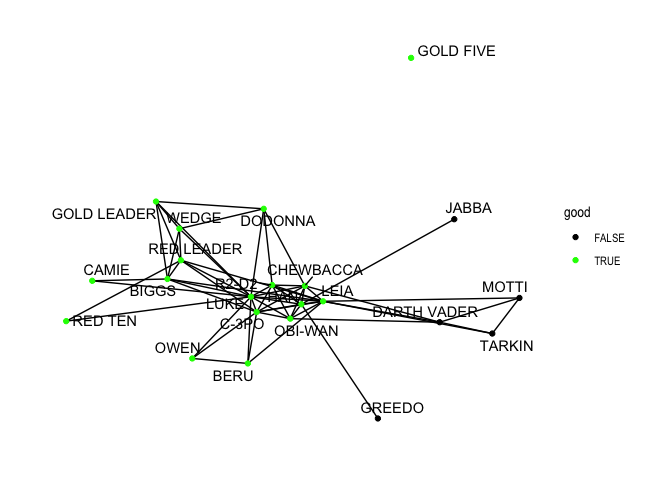 GOLD FIVE
JABBA
GOLD LEADER
WEDGE
DODONNA
good
FALSE
TRUE
RED LEADER
CAMIE
CHEWBACCA
R2-D2
BIGGS
LEIA
MOTTI
LUKE
HAN
DARTH VADER
RED TEN
C-3PO
OBI-WAN
TARKIN
OWEN
BERU
GREEDO